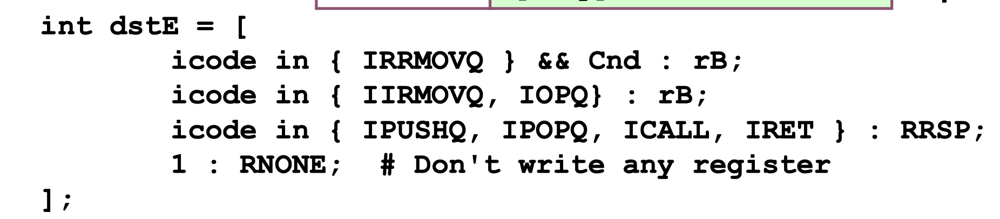 int dstE = [
icode in { IRRMOVQ } && Cnd : rB;
icode in { IIRMOVQ, IOPQ} : rB;
icode in { IPUSHQ, IPOPQ, ICALL, IRET } : RRSP;
1 : RNONE;  # Don't write any register
];